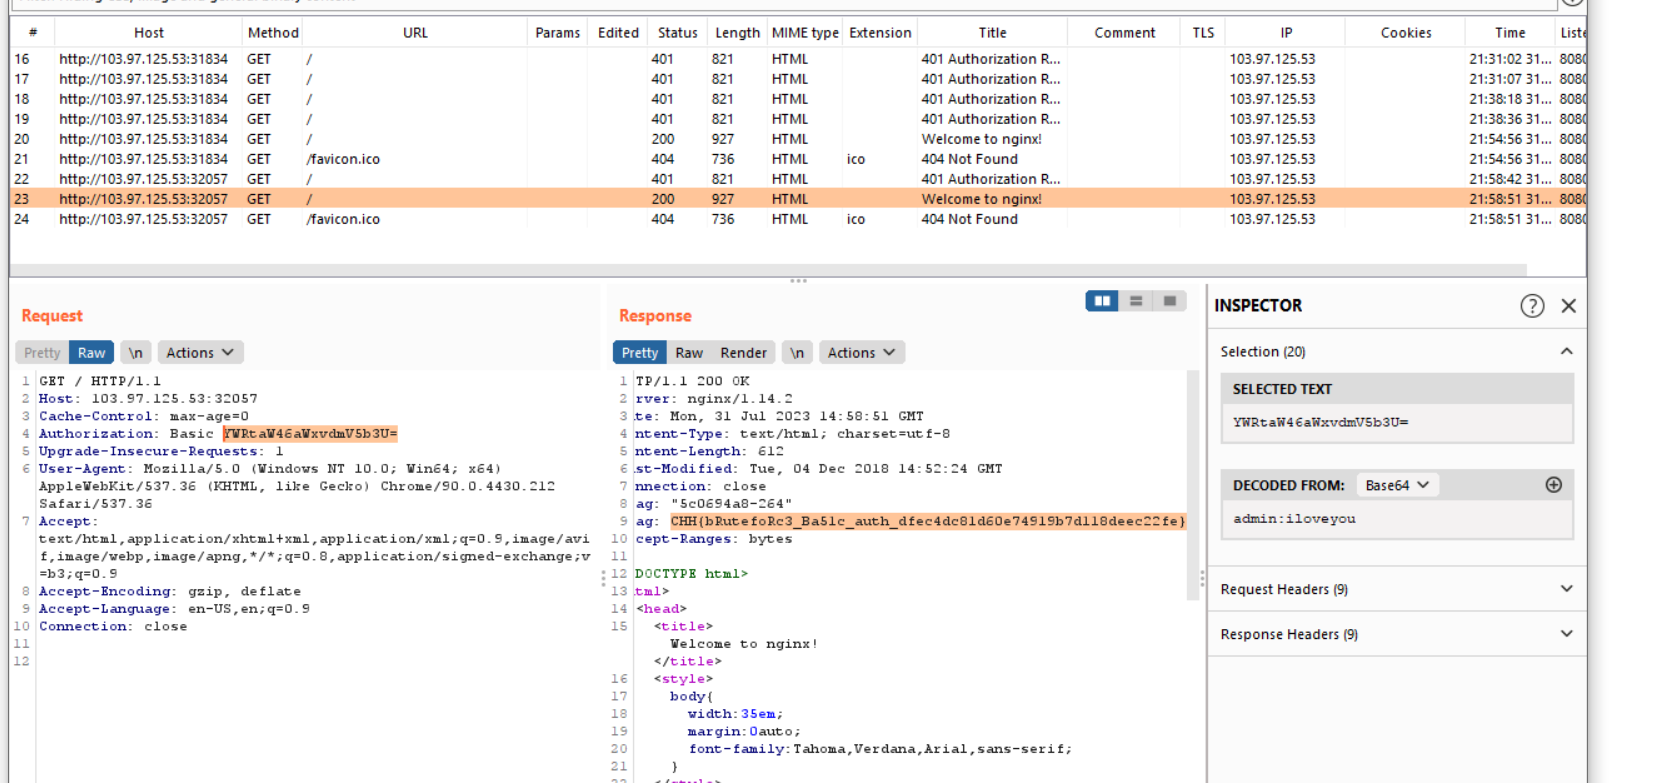 # Host Method URL Params Edited Status Length MIME type Extension Title Comment TLS IP Cookies Time Liste
16 http://103.97.125.53:31834 GET / 401 821 HTML 401 Authorization R... 103.97.125.53 21:31:02 31... 8080
17 http://103.97.125.53:31834 GET / 401 821 HTML 401 Authorization R... 103.97.125.53 21:31:07 31... 8080
18 http://103.97.125.53:31834 GET / 401 821 HTML 401 Authorization R... 103.97.125.53 21:38:18 31... 8080
19 http://103.97.125.53:31834 GET / 401 821 HTML 401 Authorization R... 103.97.125.53 21:38:36 31... 8080
20 http://103.97.125.53:31834 GET / 200 927 HTML Welcome to nginx! 103.97.125.53 21:54:56 31... 8080
21 http://103.97.125.53:31834 GET /favicon.ico 404 736 HTML ico 404 Not Found 103.97.125.53 21:54:56 31... 8080
22 http://103.97.125.53:32057 GET / 401 821 HTML 401 Authorization R... 103.97.125.53 21:58:42 31... 8080
23 http://103.97.125.53:32057 GET / 200 927 HTML Welcome to nginx! 103.97.125.53 21:58:51 31... 8080
24 http://103.97.125.53:32057 GET /favicon.ico 404 736 HTML ico 404 Not Found 103.97.125.53 21:58:51 31... 8080
Request
Pretty Raw \n Actions
1 GET / HTTP/1.1
2 Host: 103.97.125.53:32057
3 Cache-Control: max-age=0
4 Authorization: Basic YWRtaW46aWxvdmV5b3U=
5 Upgrade-Insecure-Requests: 1
6 User-Agent: Mozilla/5.0 (Windows NT 10.0; Win64; x64)
AppleWebKit/537.36 (KHTML, like Gecko) Chrome/90.0.4430.212
Safari/537.36
7 Accept:
text/html,application/xhtml+xml,application/xml;q=0.9,image/avi
f,image/webp,image/apng,*/*;q=0.8,application/signed-exchange;v
=b3;q=0.9
8 Accept-Encoding: gzip, deflate
9 Accept-Language: en-US,en;q=0.9
10 Connection: close
11
12
Response
Pretty Raw Render \n Actions
1 TP/1.1 200 OK
2 rver: nginx/1.14.2
3 te: Mon, 31 Jul 2023 14:58:51 GMT
4 ntent-Type: text/html; charset=utf-8
5 ntent-Length: 612
6 st-Modified: Tue, 04 Dec 2018 14:52:24 GMT
7 nnection: close
8 ag: "5c0694a8-264"
9 ag: CHH{bRutefoRc3_Ba51c_auth_dfec4dc81d60e74919b7d118deec22fe}
10 cept-Ranges: bytes
11
12 DOCTYPE html>
13 tml>
14 <head>
15 <title>
Welcome to nginx!
</title>
16 <style>
17 body{
18 width:35em;
19 margin:0auto;
20 font-family:Tahoma,Verdana,Arial,sans-serif;
21 }
INSPECTOR
Selection (20)
SELECTED TEXT
YWRtaW46aWxvdmV5b3U=
DECODED FROM: Base64
admin:iloveyou
Request Headers (9)
Response Headers (9)